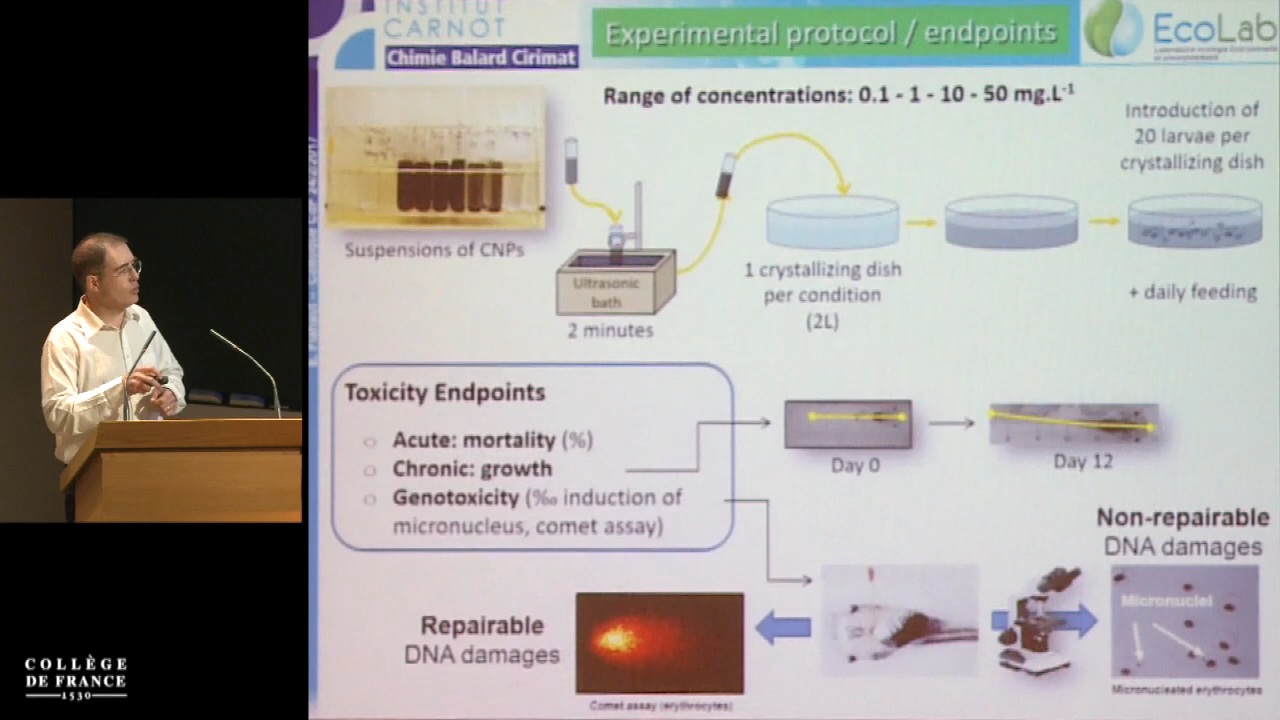 INSTITUT
CARNOT
Chimie Balard Cirimat
Experimental protocol / endpoints
EcoLab
Range of concentrations: 0.1 - 1 - 10 - 50 mg.L-1
Introduction of
20 larvae per
crystallizing dish
Suspensions of CNPs
Ultrasonic
bath
2 minutes
1 crystallizing dish
per condition
(2L)
+ daily feeding
Toxicity Endpoints
Acute: mortality (%)
Chronic: growth
Genotoxicity (‰ induction of
micronucleus, comet assay)
Day 0
Day 12
Non-repairable
DNA damages
Repairable
DNA damages
Micronuclei
Comet assay (erythrocytes)
Micronucleated erythrocytes
COLLÈGE
DE FRANCE
1530